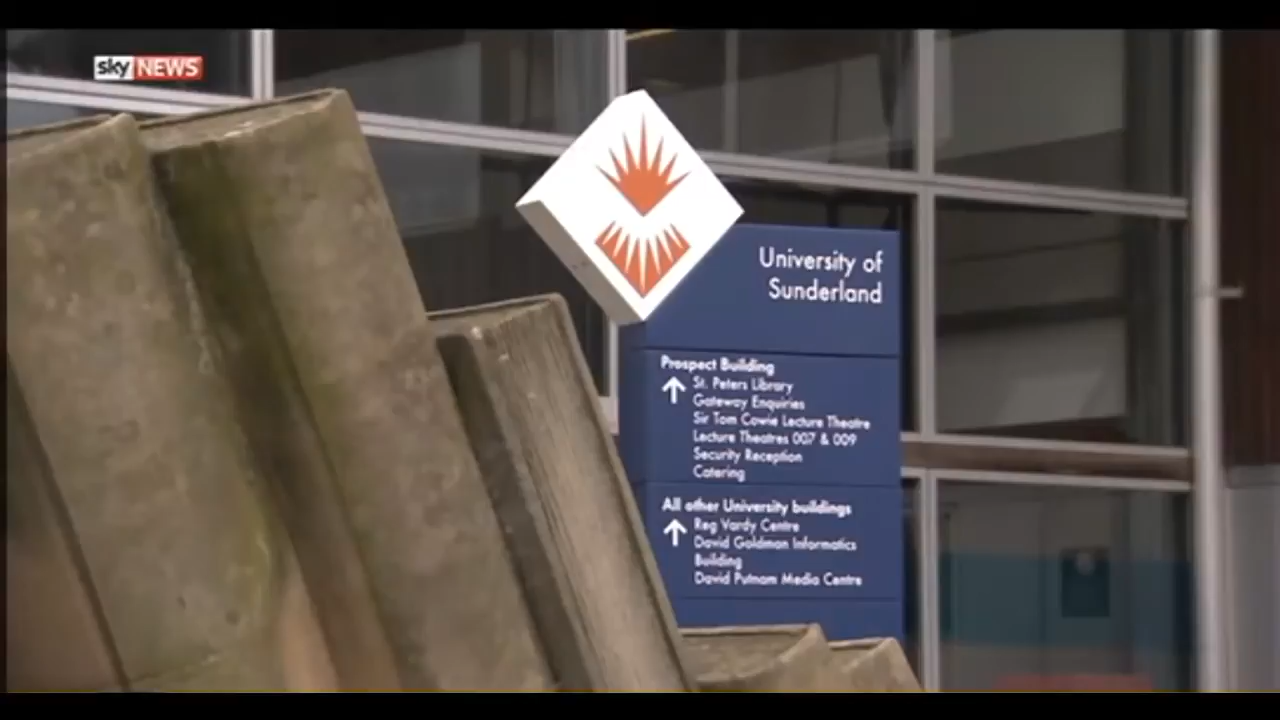 sky NEWS
University of
Sunderland
Prospect Building
St. Peters Library
Gateway Enquiries
Sir Tom Cowie Lecture Theatre
Lecture Theatres 007 & 009
Security Reception
Catering
All other University buildings
Reg Vardy Centre
David Goldman Informatics
Building
David Putnam Media Centre